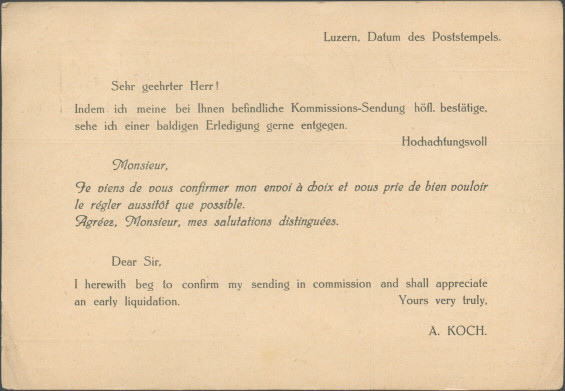 Luzern, Datum des Poststempels.
Sehr geehrter Herr!
Indem ich meine bei Ihnen befindliche Kommissions-Sendung höfl. bestätige,
sehe ich einer baldigen Erledigung gerne entgegen.
Hochachtungsvoll
Monsieur,
Je viens de vous confirmer mon envoi à choix et vous prie de bien vouloir
le régler aussitôt que possible.
Agréez, Monsieur, mes salutations distinguées.
Dear Sir,
I herewith beg to confirm my sending in commission and shall appreciate
an early liquidation. Yours very truly,
A. KOCH.